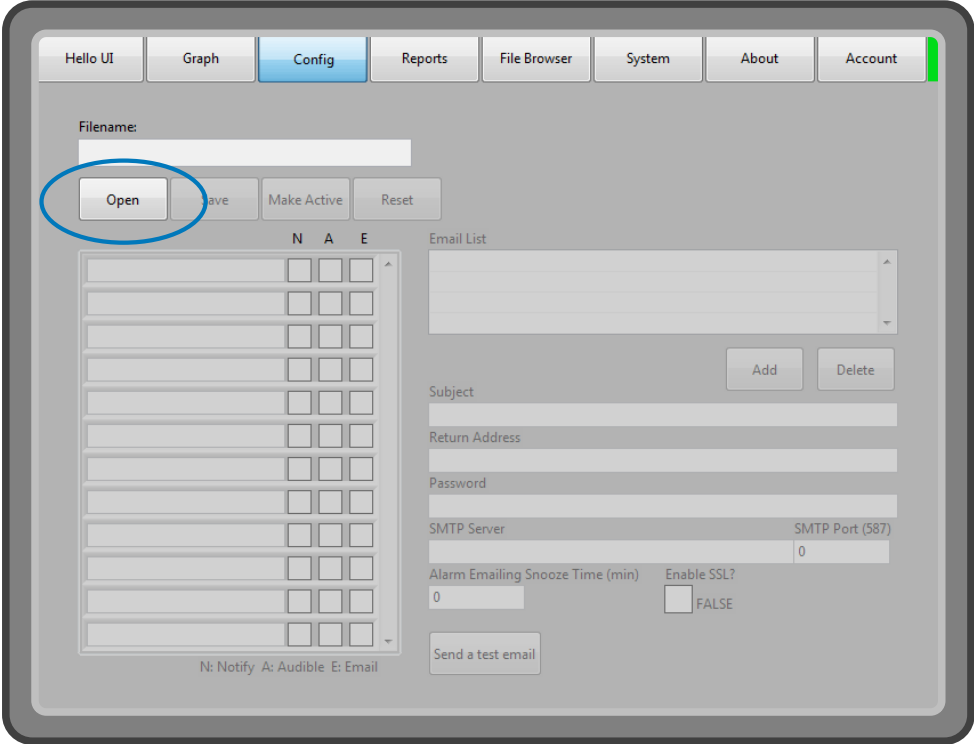 Hello UI Graph Config Reports File Browser System About Account
Filename:
Open Save Make Active Reset
N A E
Email List
Add Delete
Subject
Return Address
Password
SMTP Server SMTP Port (587)
0
Alarm Emailing Snooze Time (min) Enable SSL?
0
FALSE
Send a test email
N: Notify A: Audible E: Email